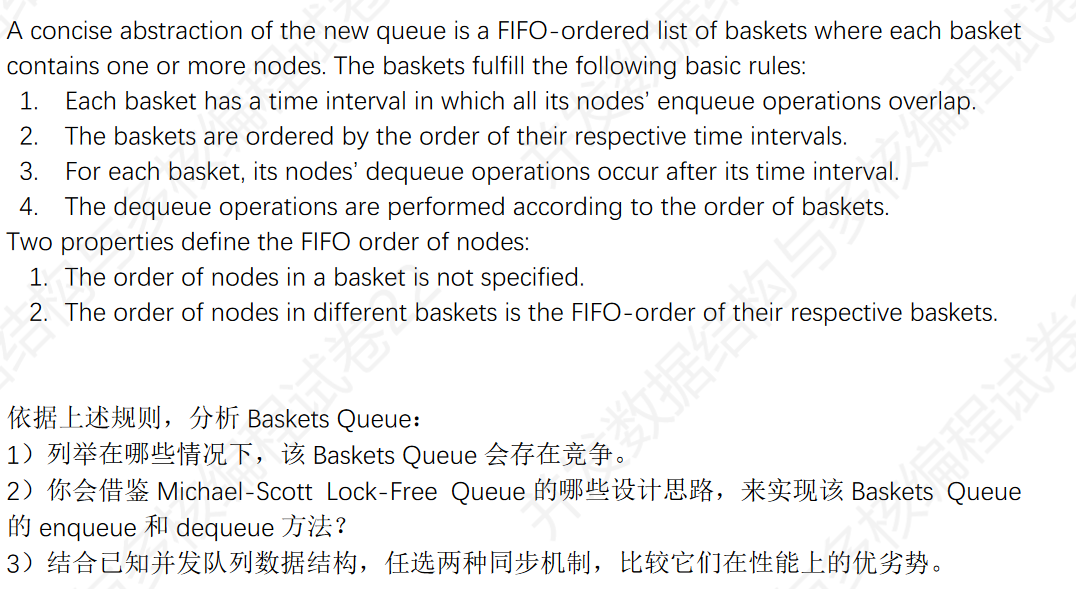 A concise abstraction of the new queue is a FIFO-ordered list of baskets where each basket
contains one or more nodes. The baskets fulfill the following basic rules:
1. Each basket has a time interval in which all its nodes’ enqueue operations overlap.
2. The baskets are ordered by the order of their respective time intervals.
3. For each basket, its nodes’ dequeue operations occur after its time interval.
4. The dequeue operations are performed according to the order of baskets.
Two properties define the FIFO order of nodes:
1. The order of nodes in a basket is not specified.
2. The order of nodes in different baskets is the FIFO-order of their respective baskets.
依据上述规则，分析 Baskets Queue：
1）列举在哪些情况下，该 Baskets Queue 会存在竞争。
2）你会借鉴 Michael-Scott Lock-Free Queue 的哪些设计思路，来实现该 Baskets Queue
的 enqueue 和 dequeue 方法？
3）结合已知并发队列数据结构，任选两种同步机制，比较它们在性能上的优劣势。